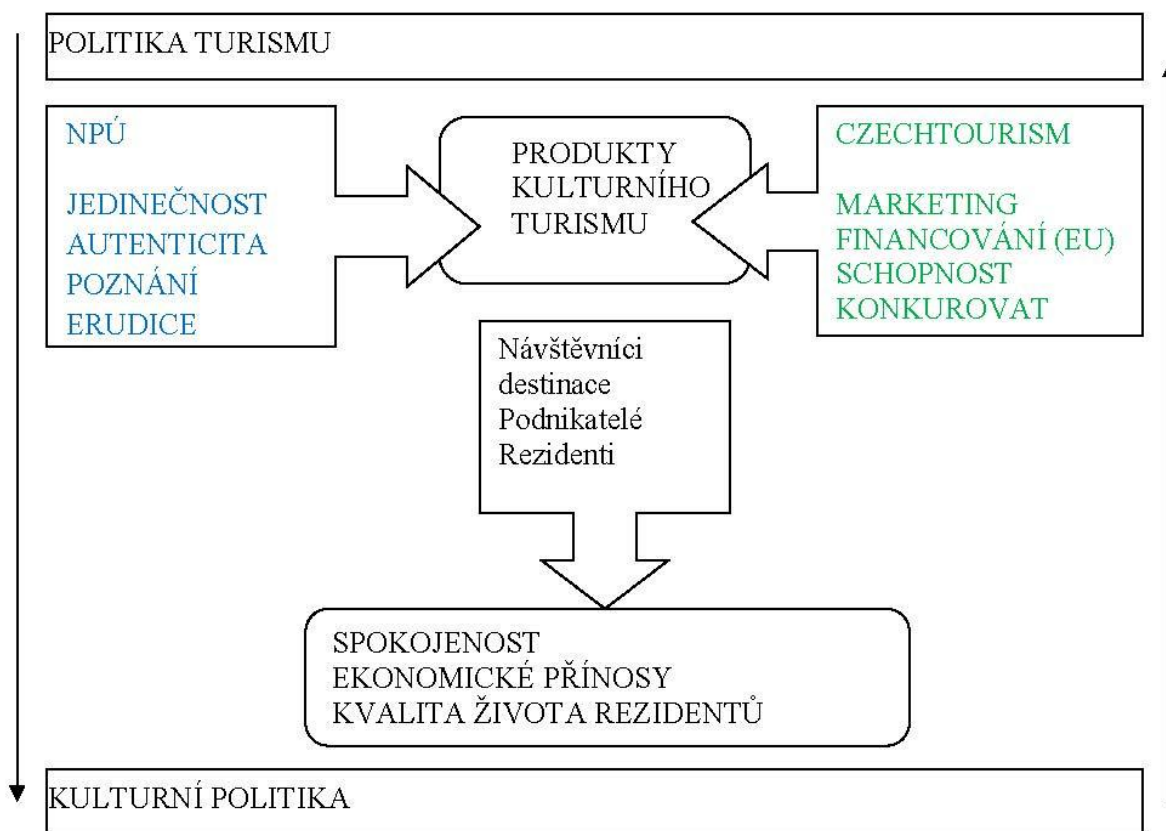 POLITIKA TURISMU
NPÚ
JEDINEČNOST
AUTENTICITA
POZNÁNÍ
ERUDICE
PRODUKTY
KULTURNÍHO
TURISMU
CZECHTOURISM
MARKETING
FINANCOVÁNÍ (EU)
SCHOPNOST
KONKUROVAT
Návštěvníci
destinace
Podnikatelé
Rezidenti
SPOKOJENOST
EKONOMICKÉ PŘÍNOSY
KVALITA ŽIVOTA REZIDENTŮ
KULTURNÍ POLITIKA